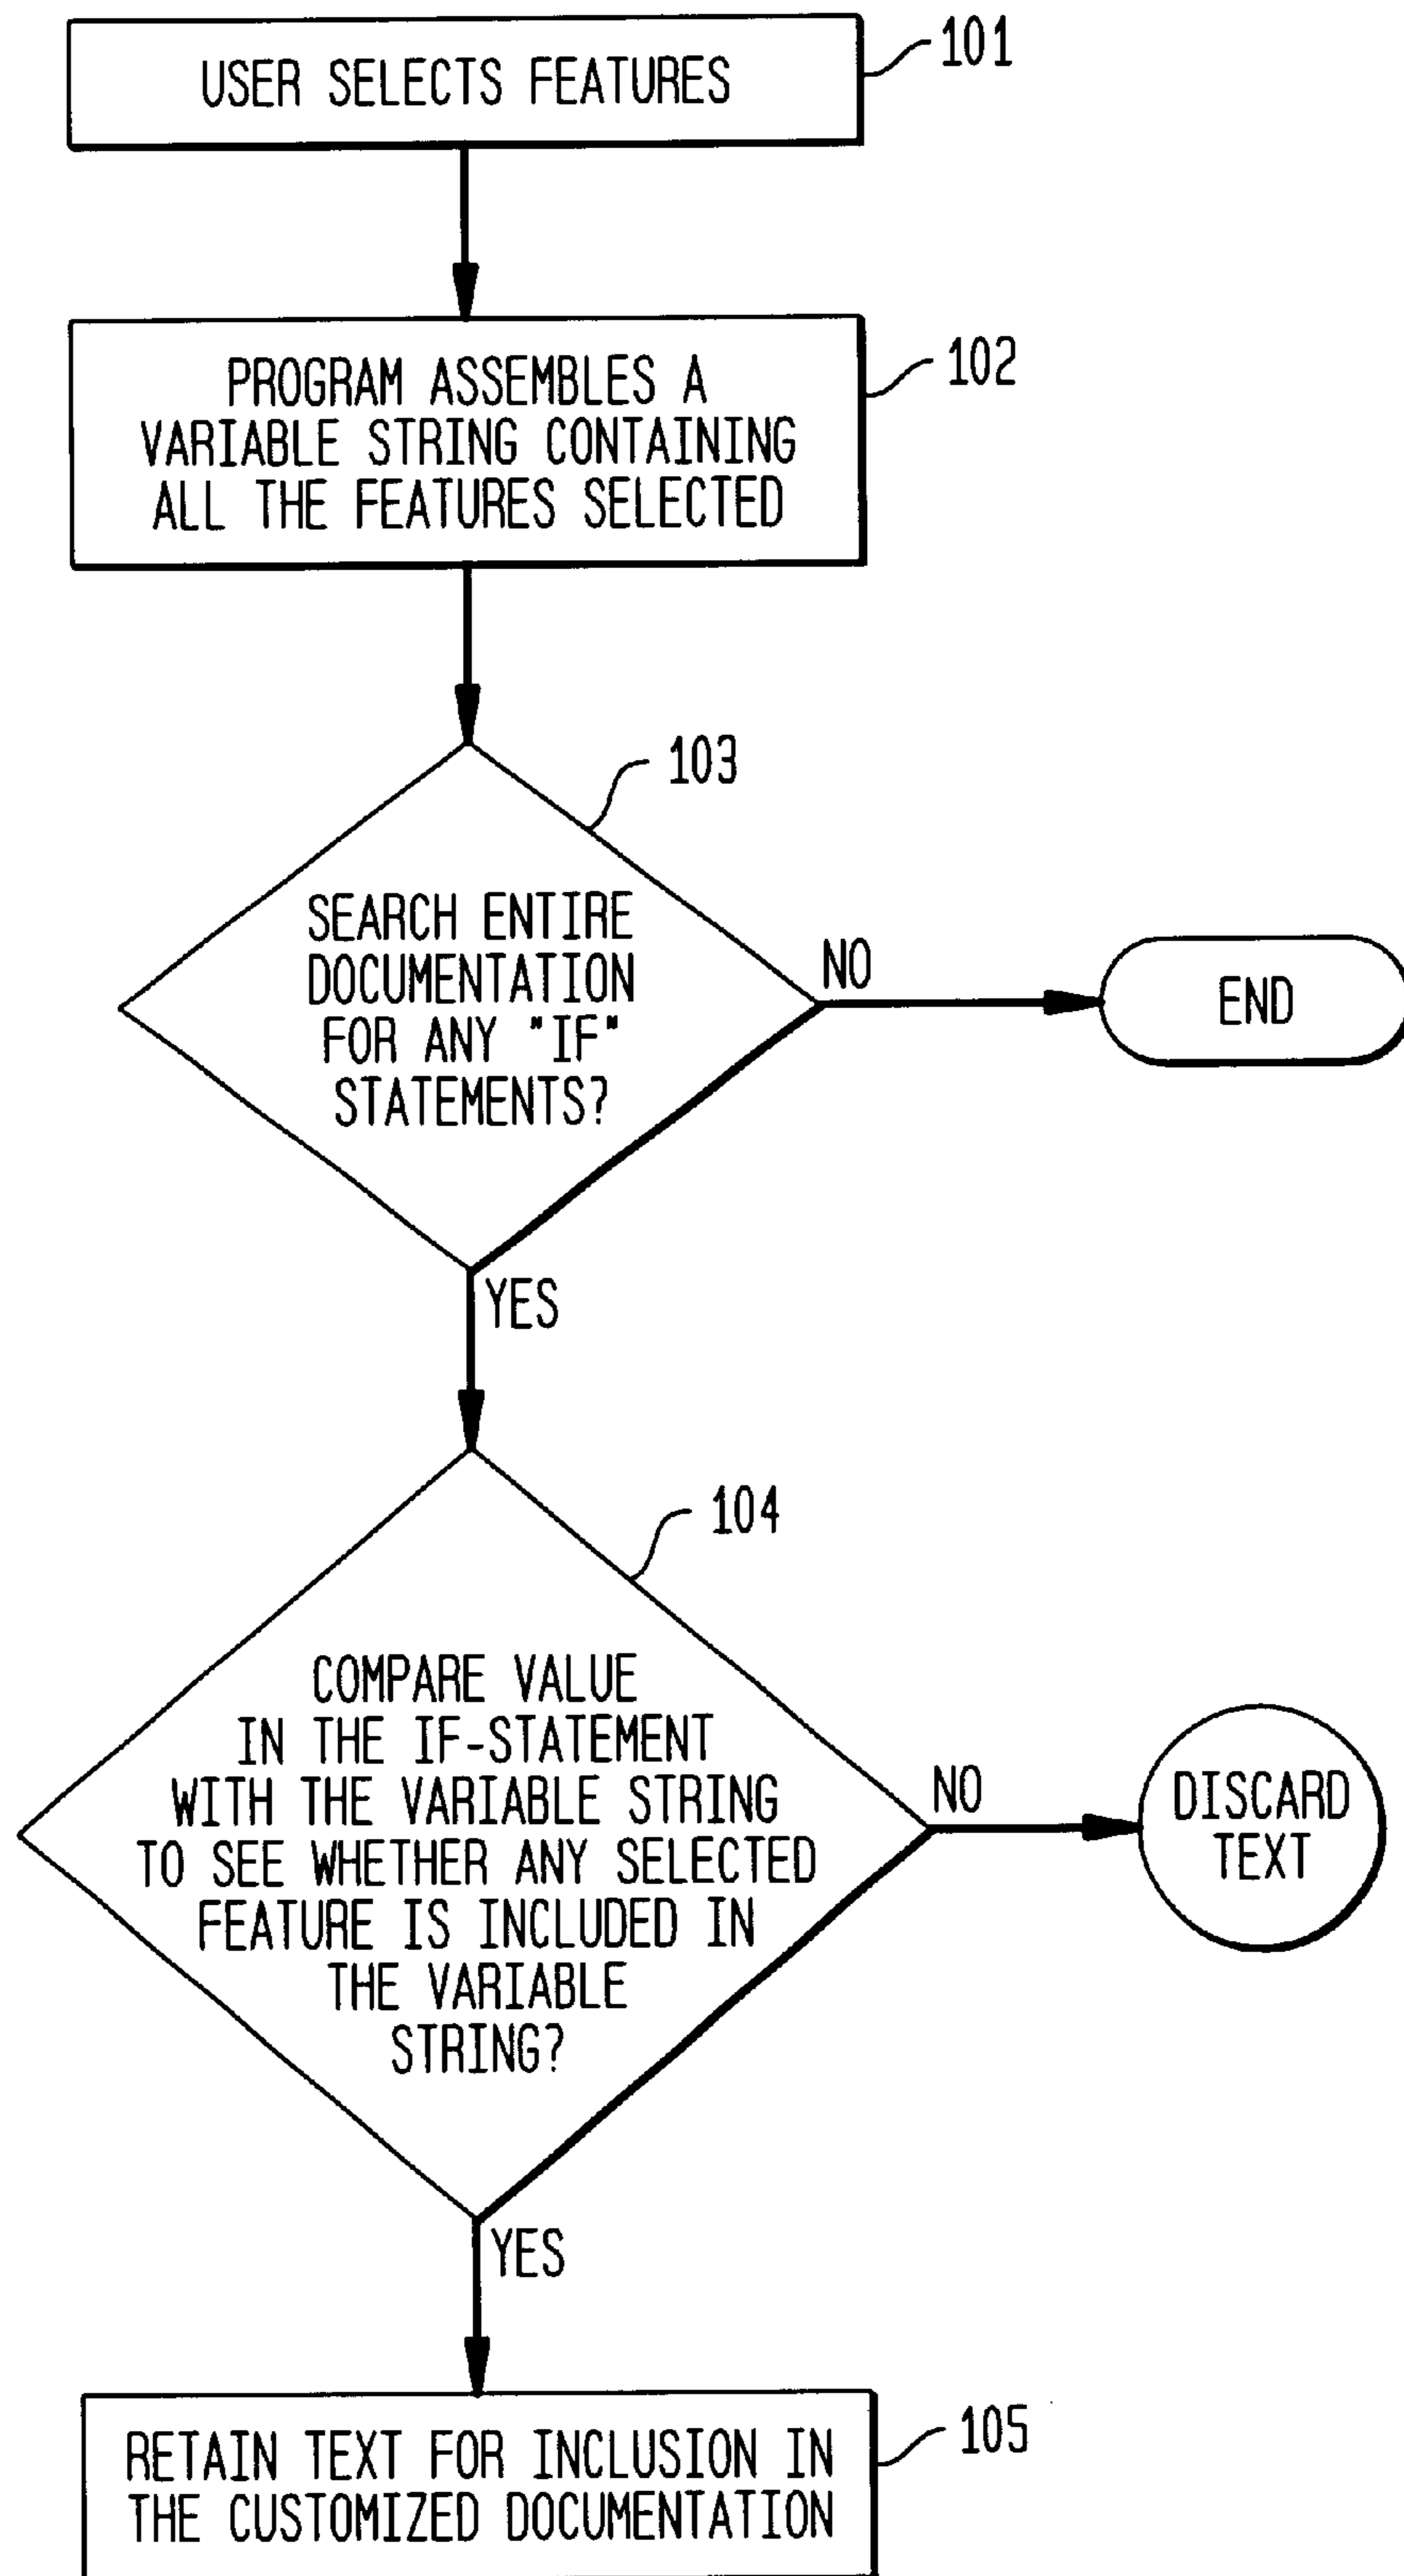 USER SELECTS FEATURES
101
PROGRAM ASSEMBLES A
VARIABLE STRING CONTAINING
ALL THE FEATURES SELECTED
102
103
SEARCH ENTIRE
DOCUMENTATION
FOR ANY "IF"
STATEMENTS?
NO
END
YES
104
COMPARE VALUE
IN THE IF-STATEMENT
WITH THE VARIABLE STRING
TO SEE WHETHER ANY SELECTED
FEATURE IS INCLUDED IN
THE VARIABLE
STRING?
NO
DISCARD
TEXT
YES
RETAIN TEXT FOR INCLUSION IN
THE CUSTOMIZED DOCUMENTATION
105